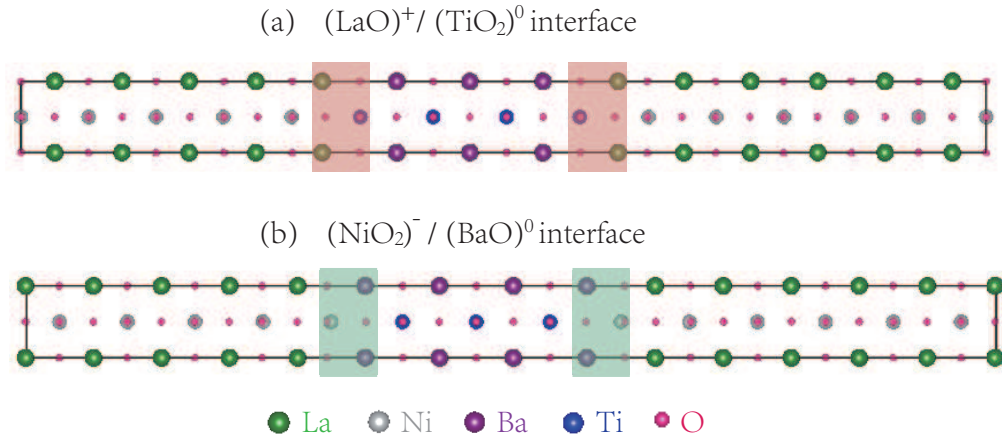 (a) (LaO)⁺/ (TiO₂)⁰ interface
(b) (NiO₂)⁻/ (BaO)⁰ interface
La Ni Ba Ti O